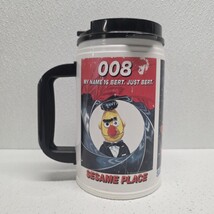 008
MY NAME IS BERT. JUST BERT.
SESAME PLACE